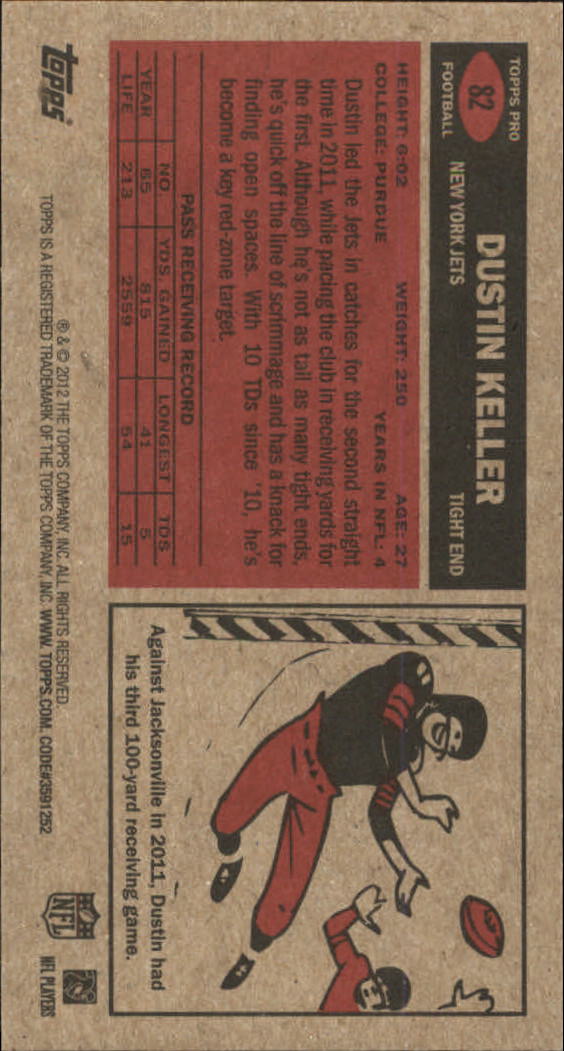 TOPPS PRO
82
FOOTBALL
DUSTIN KELLER
NEW YORK JETS TIGHT END
HEIGHT: 6:02 WEIGHT: 250 AGE: 27
COLLEGE: PURDUE YEARS IN NFL: 4
Dustin led the Jets in catches for the second straight
time in 2011, while pacing the club in receiving yards for
the first. Although he's not as tall as many tight ends,
he's quick off the line of scrimmage and has a knack for
finding open spaces. With 10 TDs since '10, he's
become a key red-zone target.
PASS RECEIVING RECORD
NO. YDS. GAINED LONGEST TDS
YEAR 65 815 41 5
LIFE 213 2559 54 15
Against Jacksonville in 2011, Dustin had
his third 100-yard receiving game.
topps®
® & © 2012 THE TOPPS COMPANY, INC. ALL RIGHTS RESERVED.
TOPPS IS A REGISTERED TRADEMARK OF THE TOPPS COMPANY, INC. WWW.TOPPS.COM. CODE#3591252
NFL
NFL PLAYERS